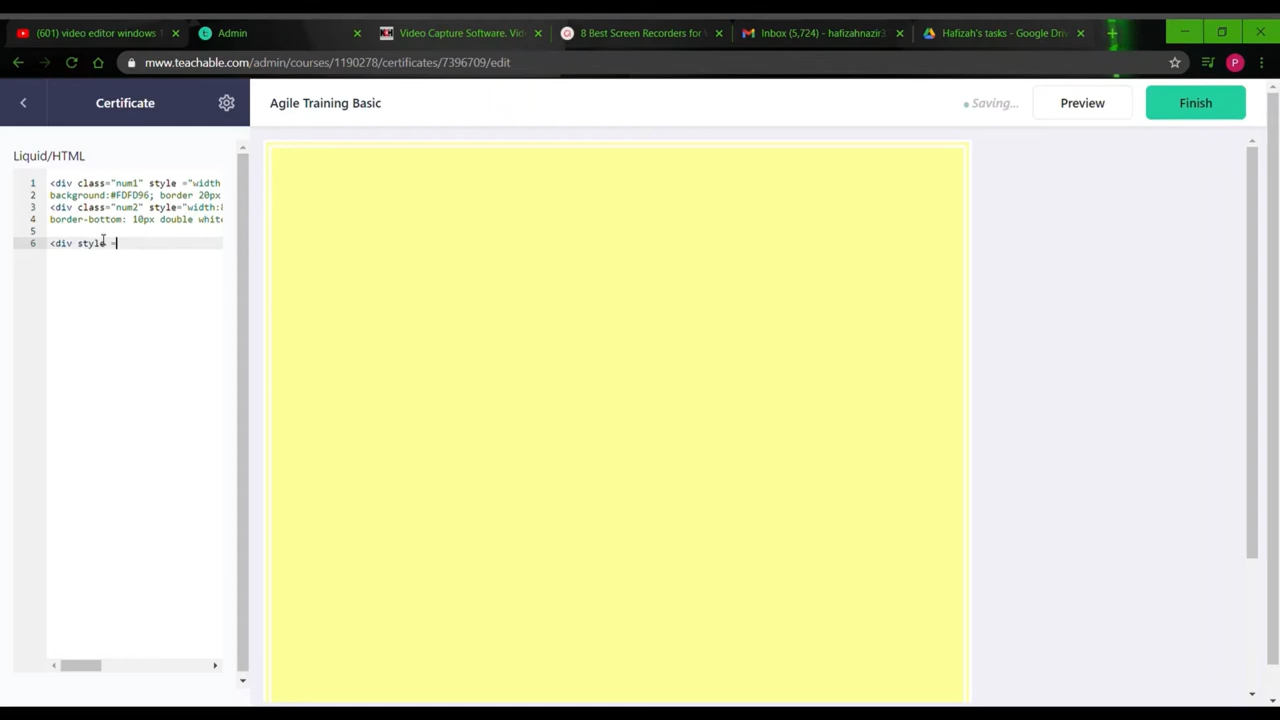 (601) video editor windows 1
Admin
K&H Video Capture Software. Vid
8 Best Screen Recorders for
Inbox (5,724) - hafizahnazir3
Hafizah's tasks - Google Driv
mww.teachable.com/admin/courses/1190278/certificates/7396709/edit
P
Certificate
Agile Training Basic
Saving...
Preview
Finish
Liquid/HTML
1 <div class="num1" style ="width
2 background:#FDFD96; border 20px
3 <div class="num2" style="width:
4 border-bottom: 10px double white
5
6 <div style =